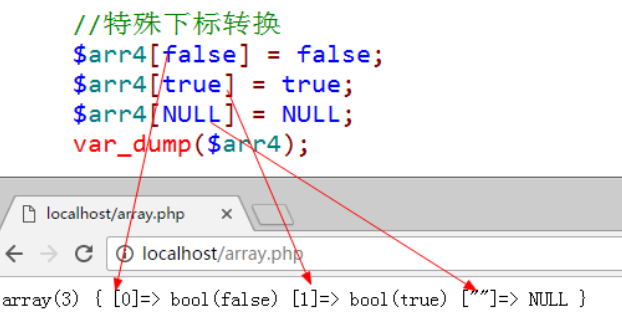 //特殊下标转换
$arr4[false] = false;
$arr4[true] = true;
$arr4[NULL] = NULL;
var_dump($arr4);
localhost/array.php ×
localhost/array.php
array(3) { [0]=> bool(false) [1]=> bool(true) [""]=> NULL }